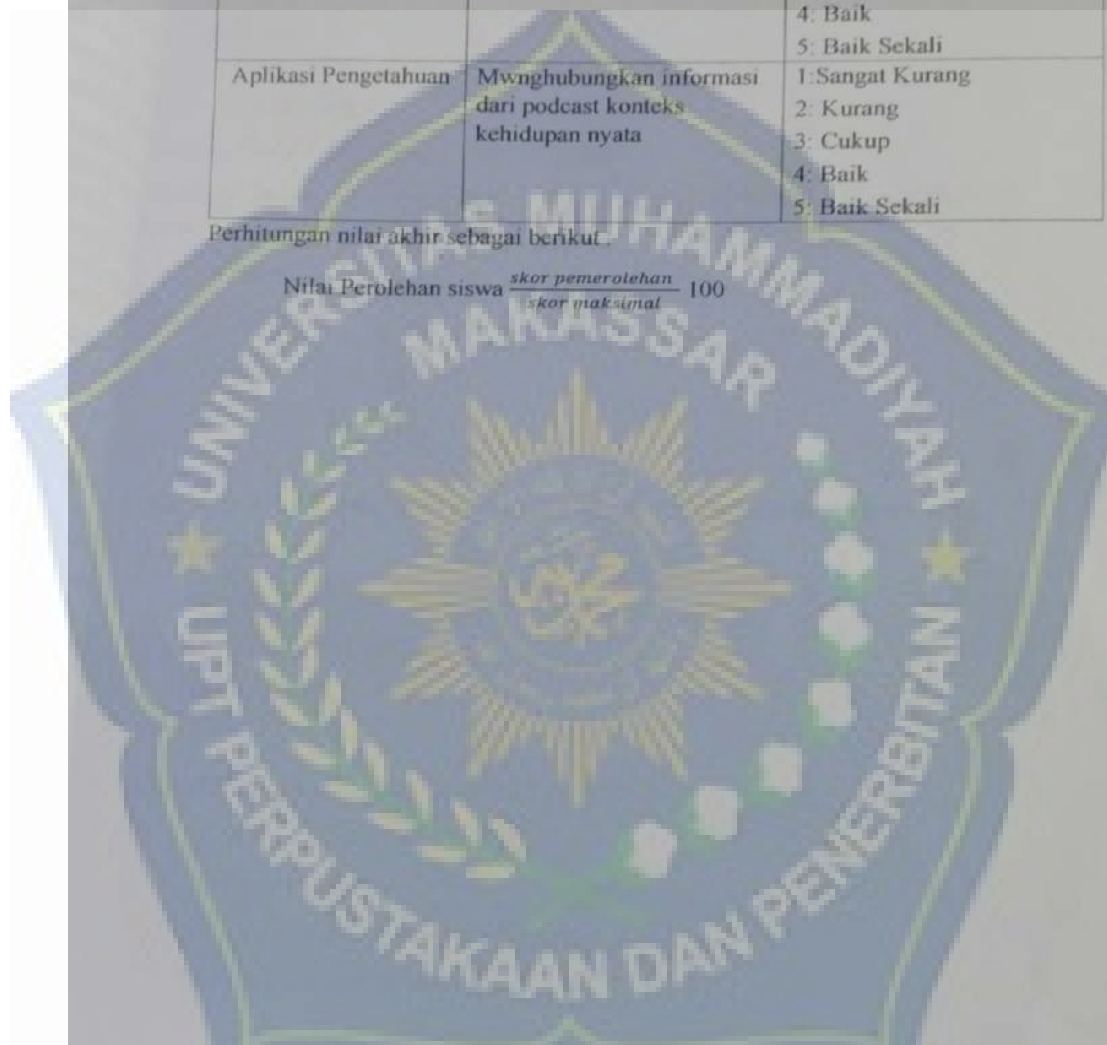 4: Baik
5: Baik Sekali
Aplikasi Pengetahuan
Mwnghubungkan informasi
dari podcast konteks
kehidupan nyata
1:Sangat Kurang
2: Kurang
3: Cukup
4: Baik
5: Baik Sekali
Perhitungan nilai akhir sebagai berikut
Nilai Perolehan siswa skor pemerolehan / skor maksimal 100
UNIVERSITAS MUHAMMADIYAH
MAKASSAR
UPT PERPUSTAKAAN DAN PENERBITAN